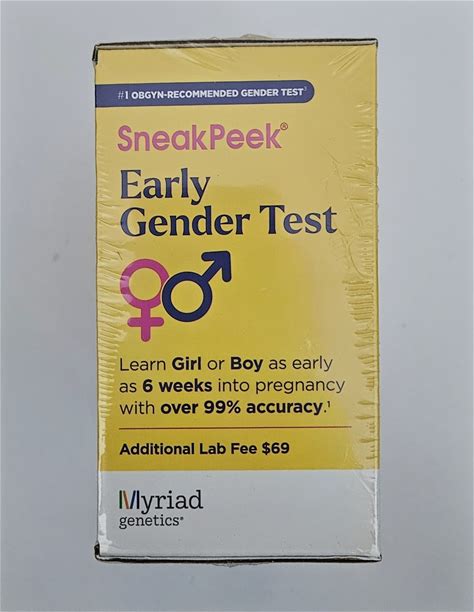 #1 OBGYN-RECOMMENDED GENDER TEST‡
SneakPeek®
Early
Gender Test
Learn Girl or Boy as early
as 6 weeks into pregnancy
with over 99% accuracy.¹
Additional Lab Fee $69
Myriad
genetics®